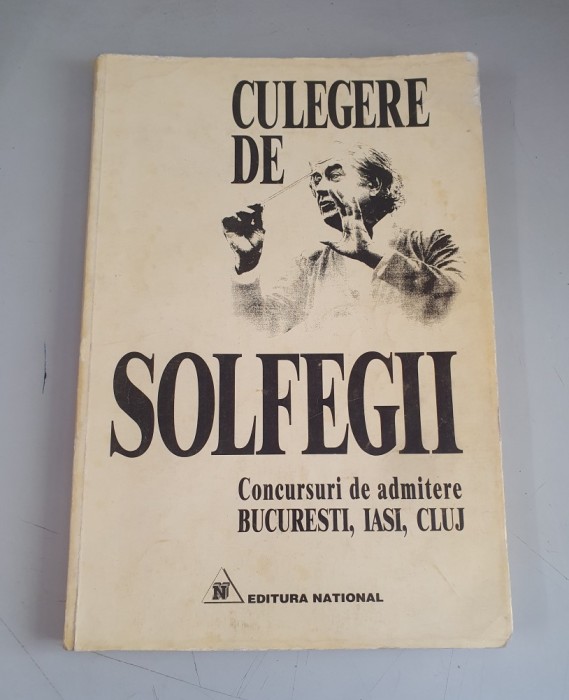 CULEGERE
DE
SOLFEGII
Concursuri de admitere
BUCURESTI, IASI, CLUJ
N EDITURA NATIONAL